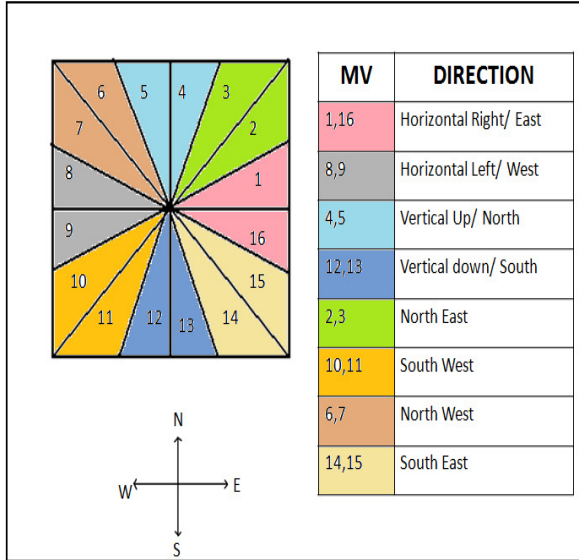 5 4
6 3
7 2
8 1
9 16
10 15
11 12 13 14
N
W E
S
MV DIRECTION
1,16 Horizontal Right/ East
8,9 Horizontal Left/ West
4,5 Vertical Up/ North
12,13 Vertical down/ South
2,3 North East
10,11 South West
6,7 North West
14,15 South East